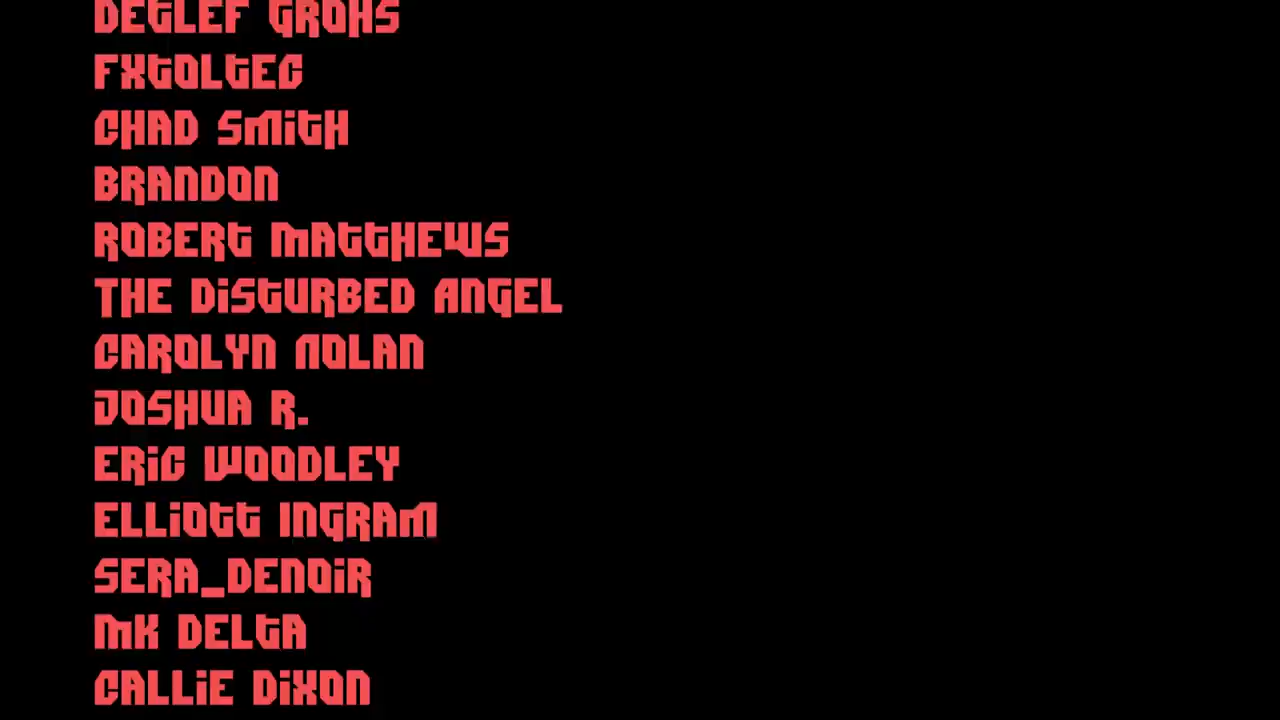 DETLEF GROHS
FXTOLTEC
CHAD SMiTH
BRANDON
ROBERT MATTHEWS
THE DiSTURBED ANGEL
CAROLYN NOLAN
JOSHUA R.
ERiC WOODLEY
ELLiOTT INGRAM
SERA_DENOiR
MK DELTA
CALLiE DiXON